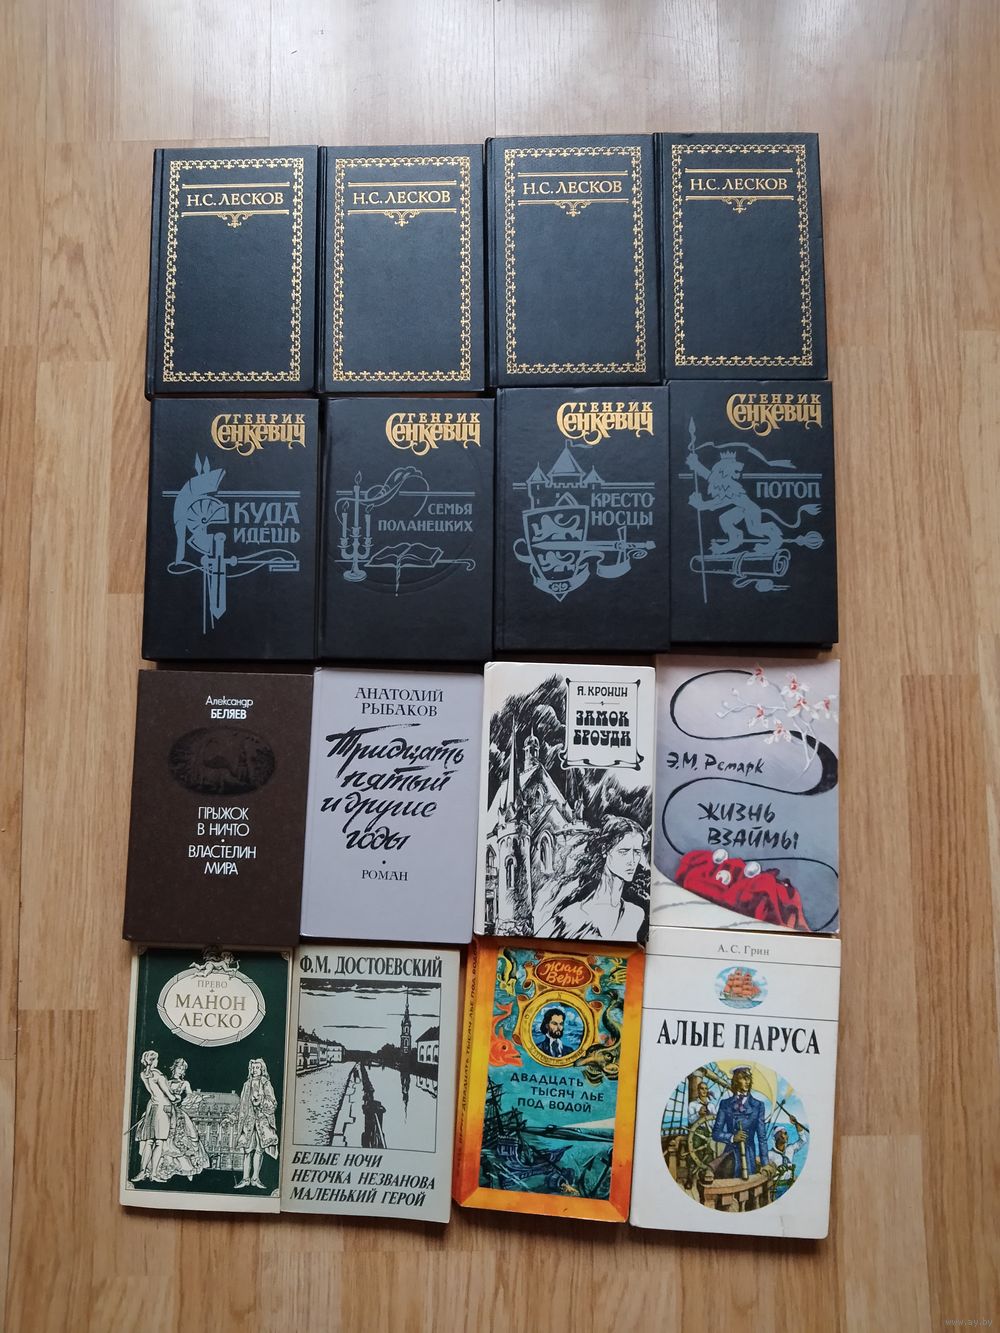 Н.С. ЛЕСКОВ
Н.С. ЛЕСКОВ
Н.С. ЛЕСКОВ
Н.С. ЛЕСКОВ
ГЕНРИК
СЕНКЕВИЧ
КУДА
ИДЕШЬ
ГЕНРИК
СЕНКЕВИЧ
СЕМЬЯ
ПОЛАНЕЦКИХ
ГЕНРИК
СЕНКЕВИЧ
КРЕСТО
НОСЦЫ
ГЕНРИК
СЕНКЕВИЧ
ПОТОП
Александр
БЕЛЯЕВ
ПРЫЖОК
В НИЧТО
•
ВЛАСТЕЛИН
МИРА
АНАТОЛИЙ
РЫБАКОВ
Тридцать
пятый
и другие
годы
•
РОМАН
А. КРОНИН
ЗАМОК
БРОУДИ
Э.М. Ремарк
ЖИЗНЬ
ВЗАЙМЫ
ПРЕВО
МАНОН
ЛЕСКО
Ф.М. ДОСТОЕВСКИЙ
БЕЛЫЕ НОЧИ
НЕТОЧКА НЕЗВАНОВА
МАЛЕНЬКИЙ ГЕРОЙ
Жюль
Верн
ДВАДЦАТЬ
ТЫСЯЧ ЛЬЕ
ПОД ВОДОЙ
А. С. Грин
АЛЫЕ ПАРУСА
www.ay.by